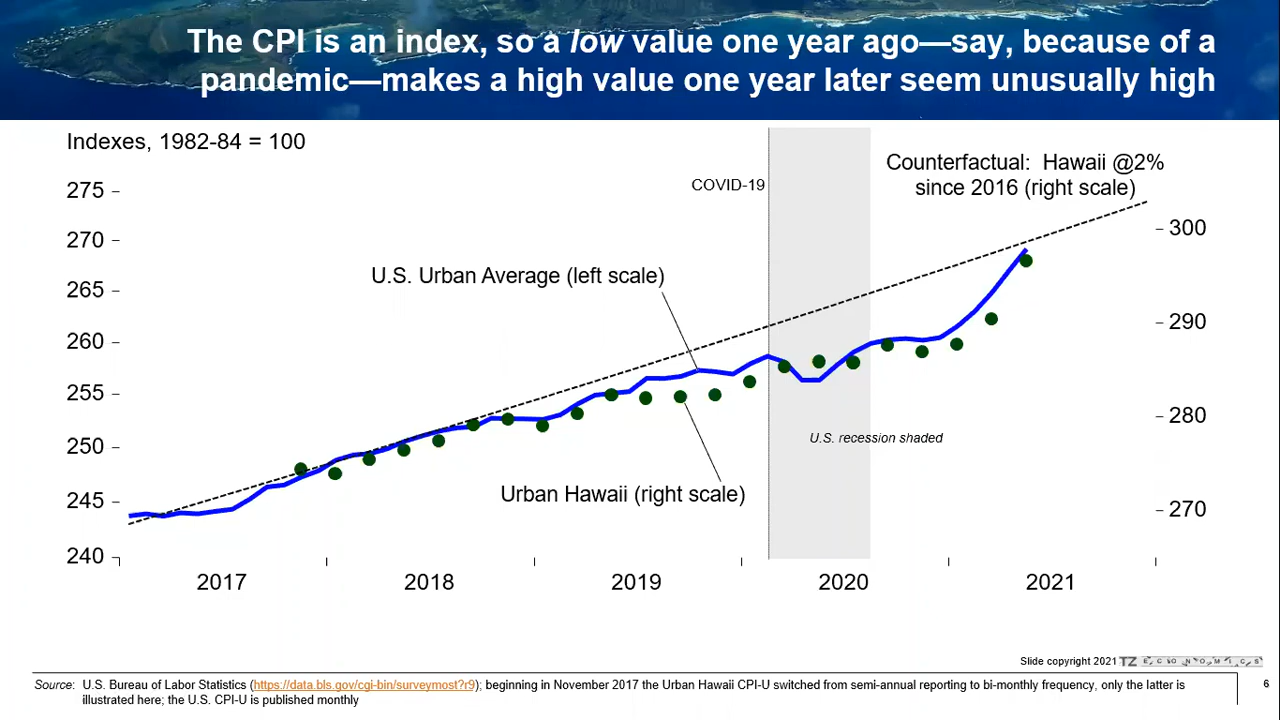 The CPI is an index, so a low value one year ago—say, because of a
pandemic—makes a high value one year later seem unusually high
Indexes, 1982-84 = 100
275
270
265
260
255
250
245
240
COVID-19
Counterfactual: Hawaii @2%
since 2016 (right scale)
U.S. Urban Average (left scale)
Urban Hawaii (right scale)
U.S. recession shaded
300
290
280
270
2017
2018
2019
2020
2021
Slide copyright 2021 TZ ECONOMICS
Source: U.S. Bureau of Labor Statistics (https://data.bls.gov/cgi-bin/surveymost?r9); beginning in November 2017 the Urban Hawaii CPI-U switched from semi-annual reporting to bi-monthly frequency, only the latter is
illustrated here; the U.S. CPI-U is published monthly
6